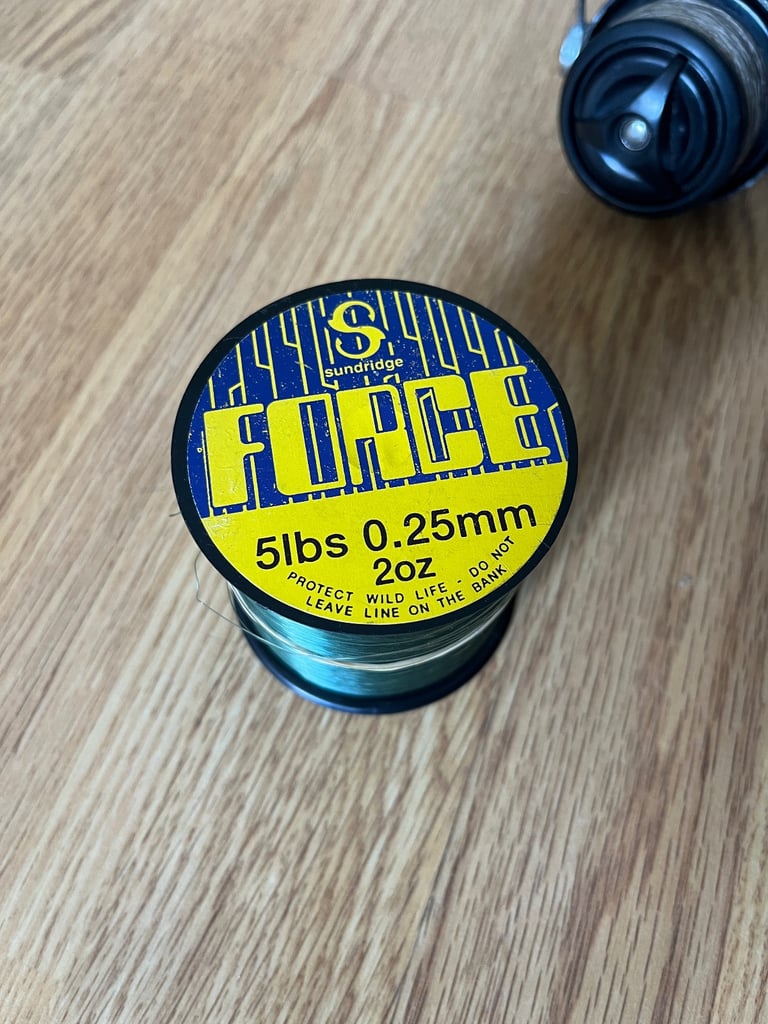 S
sundridge
FORCE
5lbs 0.25mm
2oz
PROTECT WILD LIFE - DO NOT
LEAVE LINE ON THE BANK